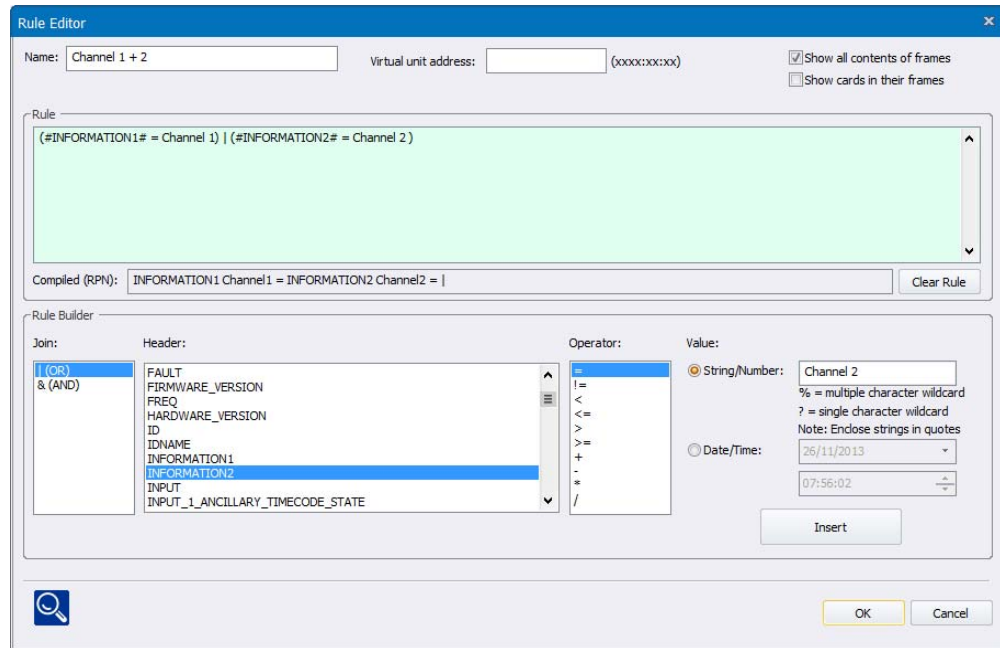 Rule Editor
Name: Channel 1 + 2 Virtual unit address: (xxxx:xx:xx) Show all contents of frames
Show cards in their frames
Rule
(#INFORMATION1# = Channel 1) | (#INFORMATION2# = Channel 2)
Compiled (RPN): INFORMATION1 Channel1 = INFORMATION2 Channel2 = | Clear Rule
Rule Builder
Join: Header: Operator: Value:
| (OR)
& (AND)
FAULT
FIRMWARE_VERSION
FREQ
HARDWARE_VERSION
ID
IDNAME
INFORMATION1
INFORMATION2
INPUT
INPUT_1_ANCILLARY_TIMECODE_STATE
=
!=
<
<=
>
>=
+
-
*
/
String/Number: Channel 2
% = multiple character wildcard
? = single character wildcard
Note: Enclose strings in quotes
Date/Time: 26/11/2013
07:56:02
Insert
OK Cancel